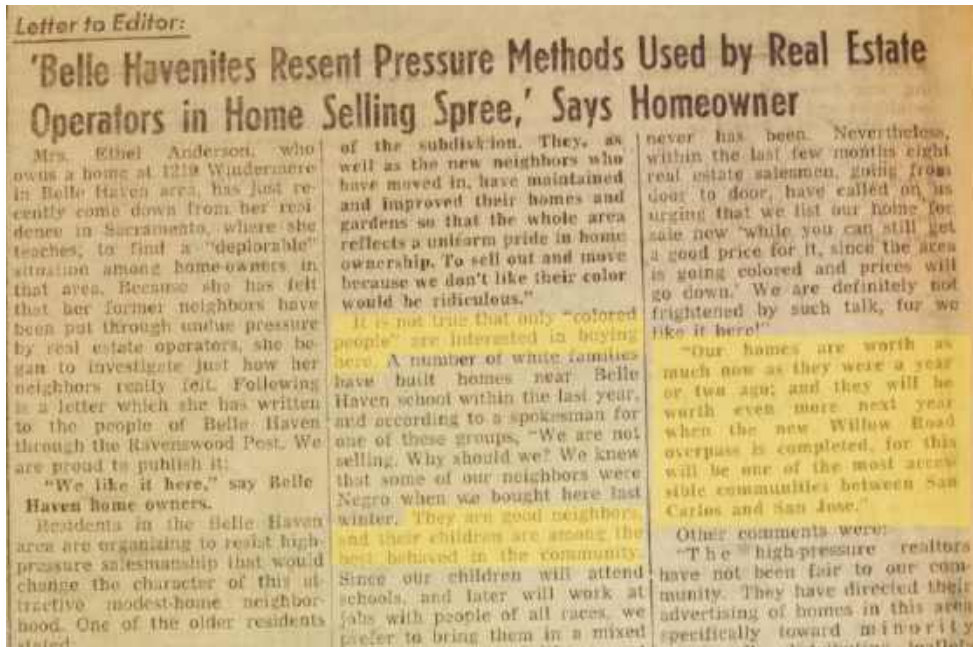 Letter to Editor:
'Belle Havenites Resent Pressure Methods Used by Real Estate
Operators in Home Selling Spree,' Says Homeowner
Mrs. Ethel Anderson, who
owns a home at 1219 Windermere
in Belle Haven area, has just re-
cently come down from her resi-
dence in Sacramento, where she
teaches, to find a "deplorable"
situation among home-owners in
that area. Because she has felt
that her former neighbors have
been put through undue pressure
by real estate operators, she be-
gan to investigate just how her
neighbors really felt. Following
is a letter which she has written
to the people of Belle Haven
through the Ravenswood Post. We
are proud to publish it:
"We like it here," say Belle
Haven home owners.
Residents in the Belle Haven
area are organizing to resist high-
pressure salesmanship that would
change the character of this at-
tractive modest-home neighbor-
hood. One of the older residents
stated:
of the subdivision. They, as
well as the new neighbors who
have moved in, have maintained
and improved their homes and
gardens so that the whole area
reflects a uniform pride in home
ownership. To sell out and move
because we don't like their color
would be ridiculous."
It is not true that only "colored
people" are interested in buying
here. A number of white families
have built homes near Belle
Haven school within the last year,
and according to a spokesman for
one of these groups, "We are not
selling. Why should we? We knew
that some of our neighbors were
Negro when we bought here last
winter. They are good neighbors,
and their children are among the
best behaved in the community.
Since our children will attend
schools, and later will work at
jobs with people of all races, we
prefer to bring them in a mixed
never has been. Nevertheless,
within the last few months eight
real estate salesmen, going from
door to door, have called on us
urging that we list our home for
sale now 'while you can still get
a good price for it, since the area
is going colored and prices will
go down.' We are definitely not
frightened by such talk, for we
like it here!"
"Our homes are worth as
much now as they were a year
or two ago; and they will be
worth even more next year
when the new Willow Road
overpass is completed, for this
will be one of the most acces-
sible communities between San
Carlos and San Jose."
Other comments were:
"The high-pressure realtors
have not been fair to our com-
munity. They have directed their
advertising of homes in this area
specifically toward minority